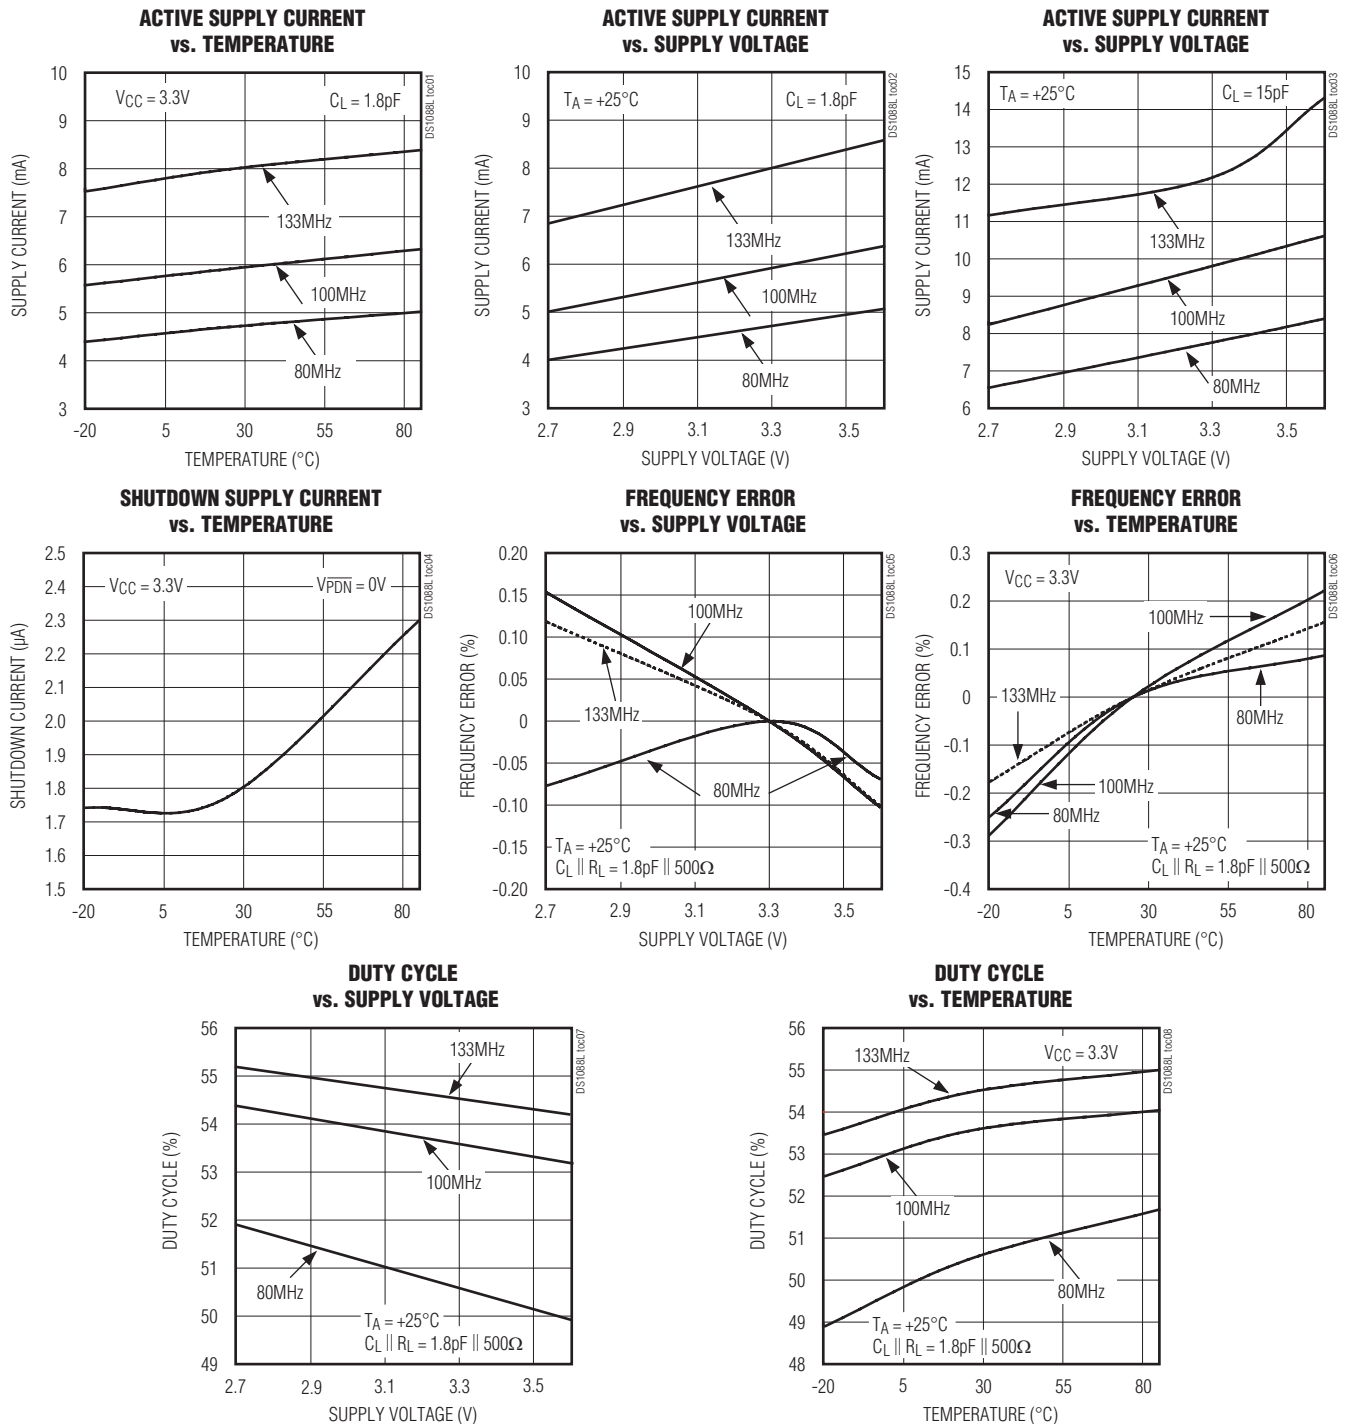 ACTIVE SUPPLY CURRENT
vs. TEMPERATURE
10
9
8
7
6
5
4
3
SUPPLY CURRENT (mA)
VCC = 3.3V
CL = 1.8pF
133MHz
100MHz
80MHz
DS1088L toc01
-20 5 30 55 80
TEMPERATURE (°C)
ACTIVE SUPPLY CURRENT
vs. SUPPLY VOLTAGE
10
9
8
7
6
5
4
3
SUPPLY CURRENT (mA)
TA = +25°C
CL = 1.8pF
133MHz
100MHz
80MHz
DS1088L toc02
2.7 2.9 3.1 3.3 3.5
SUPPLY VOLTAGE (V)
ACTIVE SUPPLY CURRENT
vs. SUPPLY VOLTAGE
15
14
13
12
11
10
9
8
7
6
SUPPLY CURRENT (mA)
TA = +25°C
CL = 15pF
133MHz
100MHz
80MHz
DS1088L toc03
2.7 2.9 3.1 3.3 3.5
SUPPLY VOLTAGE (V)
SHUTDOWN SUPPLY CURRENT
vs. TEMPERATURE
2.5
2.4
2.3
2.2
2.1
2.0
1.9
1.8
1.7
1.6
1.5
SHUTDOWN CURRENT (µA)
VCC = 3.3V
VPDN = 0V
DS1088L toc04
-20 5 30 55 80
TEMPERATURE (°C)
FREQUENCY ERROR
vs. SUPPLY VOLTAGE
0.20
0.15
0.10
0.05
0
-0.05
-0.10
-0.15
-0.20
FREQUENCY ERROR (%)
100MHz
133MHz
80MHz
TA = +25°C
CL || RL = 1.8pF || 500Ω
DS1088L toc05
2.7 2.9 3.1 3.3 3.5
SUPPLY VOLTAGE (V)
FREQUENCY ERROR
vs. TEMPERATURE
0.3
0.2
0.1
0
-0.1
-0.2
-0.3
-0.4
FREQUENCY ERROR (%)
VCC = 3.3V
100MHz
133MHz
80MHz
100MHz
80MHz
TA = +25°C
CL || RL = 1.8pF || 500Ω
DS1088L toc06
-20 5 30 55 80
TEMPERATURE (°C)
DUTY CYCLE
vs. SUPPLY VOLTAGE
56
55
54
53
52
51
50
49
DUTY CYCLE (%)
133MHz
100MHz
80MHz
TA = +25°C
CL || RL = 1.8pF || 500Ω
DS1088L toc07
2.7 2.9 3.1 3.3 3.5
SUPPLY VOLTAGE (V)
DUTY CYCLE
vs. TEMPERATURE
56
55
54
53
52
51
50
49
48
DUTY CYCLE (%)
133MHz
VCC = 3.3V
100MHz
80MHz
TA = +25°C
CL || RL = 1.8pF || 500Ω
DS1088L toc08
-20 5 30 55 80
TEMPERATURE (°C)